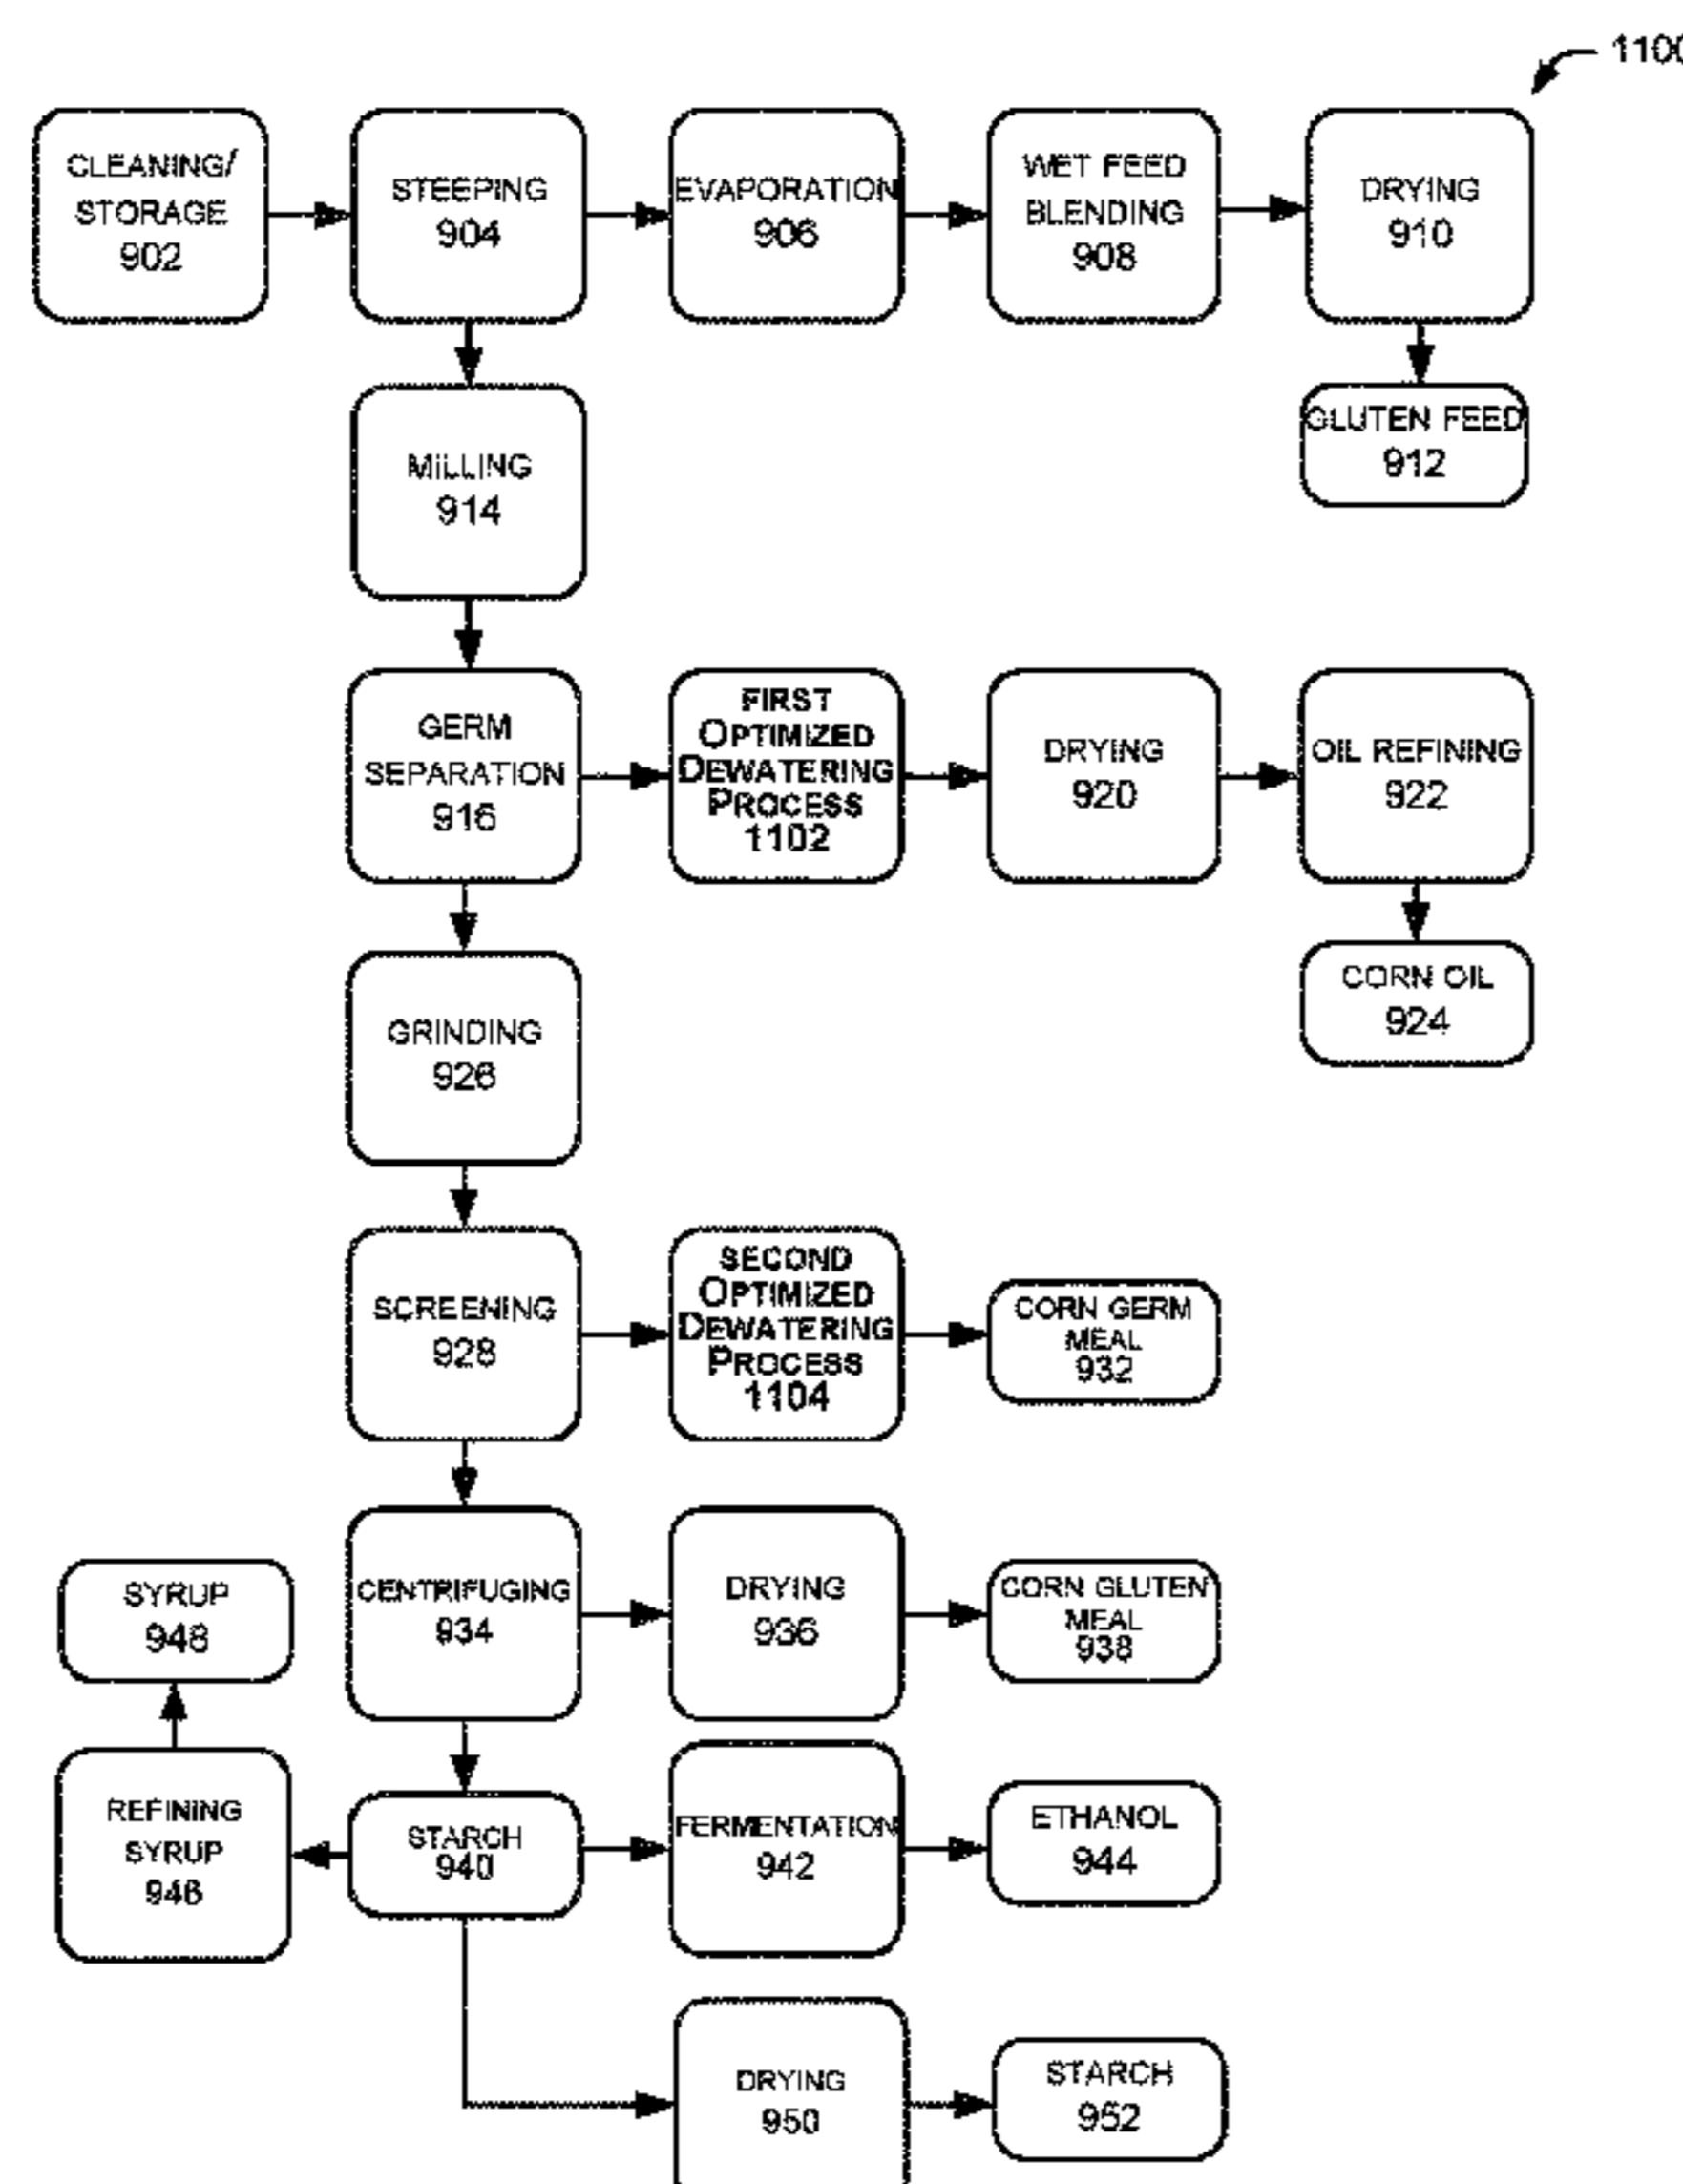 1100
CLEANING/
STORAGE
902
STEEPING
904
EVAPORATION
906
WET FEED
BLENDING
908
DRYING
910
GLUTEN FEED
912
MILLING
914
GERM
SEPARATION
916
FIRST
OPTIMIZED
DEWATERING
PROCESS
1102
DRYING
920
OIL REFINING
922
CORN OIL
924
GRINDING
926
SCREENING
928
SECOND
OPTIMIZED
DEWATERING
PROCESS
1104
CORN GERM
MEAL
932
CENTRIFUGING
934
DRYING
936
CORN GLUTEN
MEAL
938
SYRUP
948
REFINING
SYRUP
946
STARCH
940
FERMENTATION
942
ETHANOL
944
DRYING
950
STARCH
952